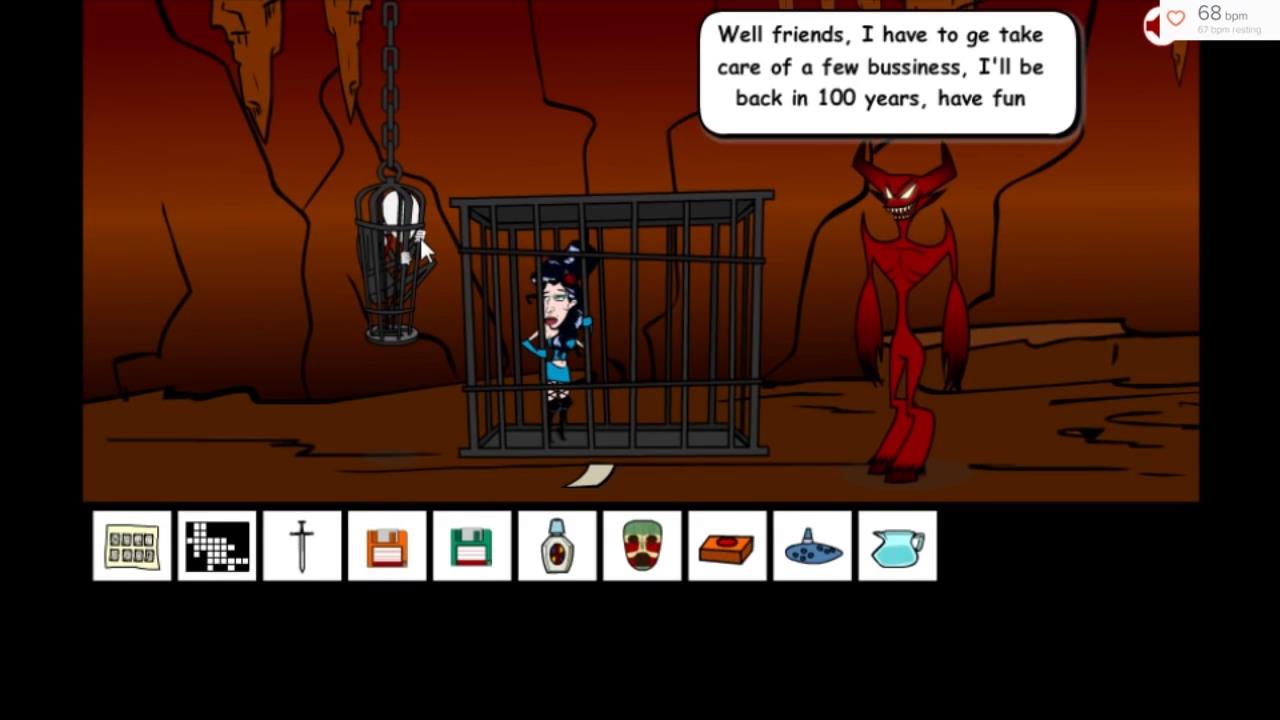 Well friends, I have to ge take
care of a few bussiness, I'll be
back in 100 years, have fun
68 bpm
67 bpm resting